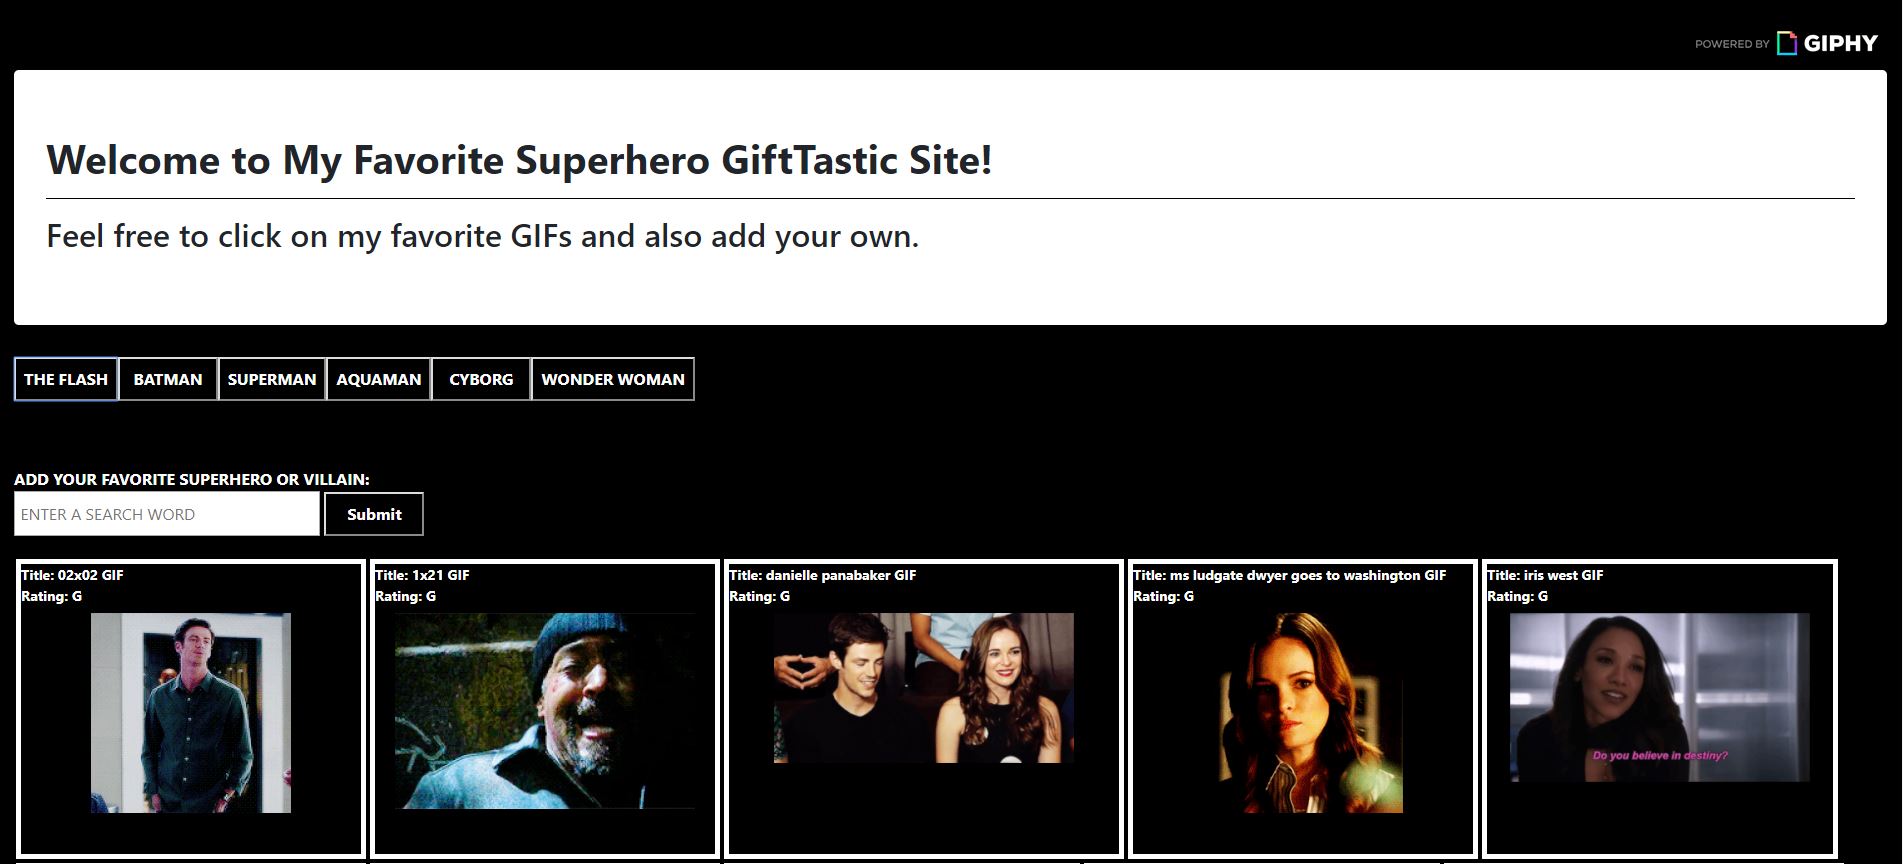 POWERED BY GIPHY
Welcome to My Favorite Superhero GiftTastic Site!
Feel free to click on my favorite GIFs and also add your own.
THE FLASH BATMAN SUPERMAN AQUAMAN CYBORG WONDER WOMAN
ADD YOUR FAVORITE SUPERHERO OR VILLAIN:
ENTER A SEARCH WORD Submit
Title: 02x02 GIF
Rating: G
Title: 1x21 GIF
Rating: G
Title: danielle panabaker GIF
Rating: G
Title: ms ludgate dwyer goes to washington GIF
Rating: G
Title: iris west GIF
Rating: G
Do you believe in destiny?